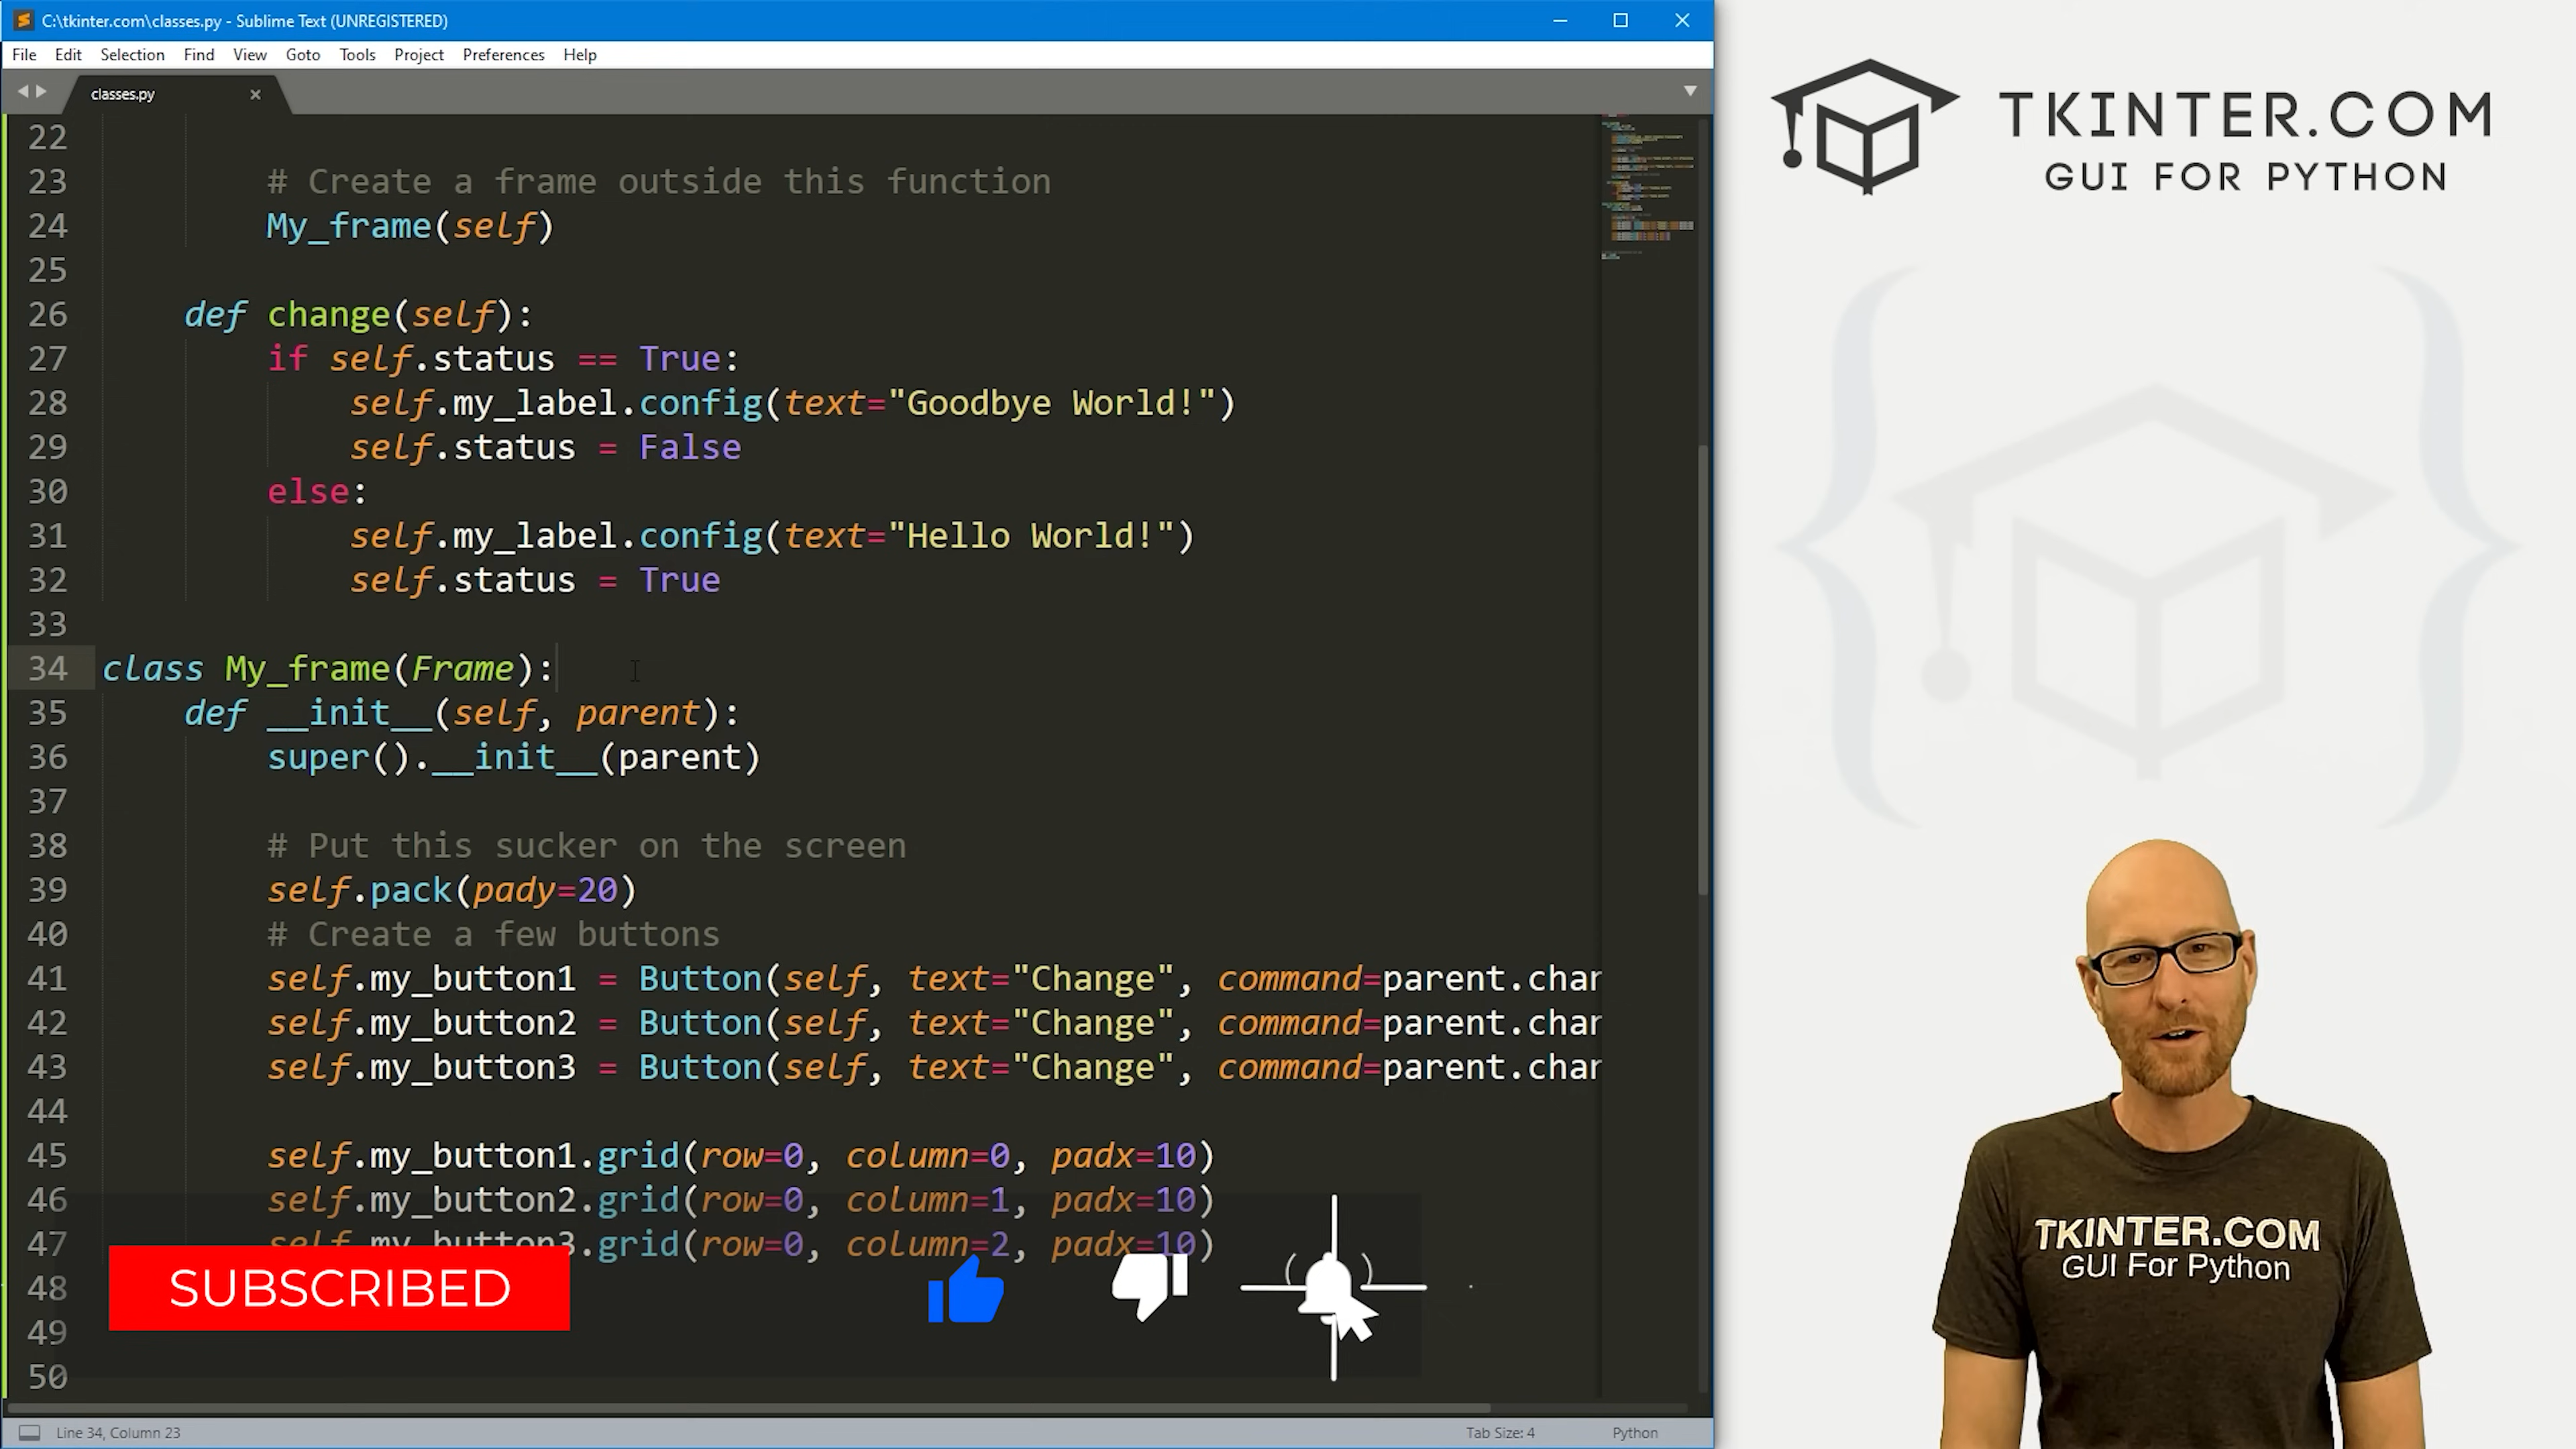 C:\tkinter.com\classes.py - Sublime Text (UNREGISTERED)
File Edit Selection Find View Goto Tools Project Preferences Help
classes.py
22
23 # Create a frame outside this function
24 My_frame(self)
25
26 def change(self):
27 if self.status == True:
28 self.my_label.config(text="Goodbye World!")
29 self.status = False
30 else:
31 self.my_label.config(text="Hello World!")
32 self.status = True
33
34 class My_frame(Frame):
35 def __init__(self, parent):
36 super().__init__(parent)
37
38 # Put this sucker on the screen
39 self.pack(pady=20)
40 # Create a few buttons
41 self.my_button1 = Button(self, text="Change", command=parent.char
42 self.my_button2 = Button(self, text="Change", command=parent.char
43 self.my_button3 = Button(self, text="Change", command=parent.char
44
45 self.my_button1.grid(row=0, column=0, padx=10)
46 self.my_button2.grid(row=0, column=1, padx=10)
47 self.my_button3.grid(row=0, column=2, padx=10)
48
49
50
SUBSCRIBED
Line 34, Column 23
Tab Size: 4
Python
TKINTER.COM
GUI FOR PYTHON
TKINTER.COM
GUI For Python